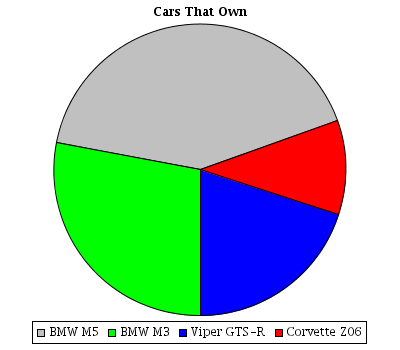 Cars That Own
BMW M5 BMW M3 Viper GTS-R Corvette Z06